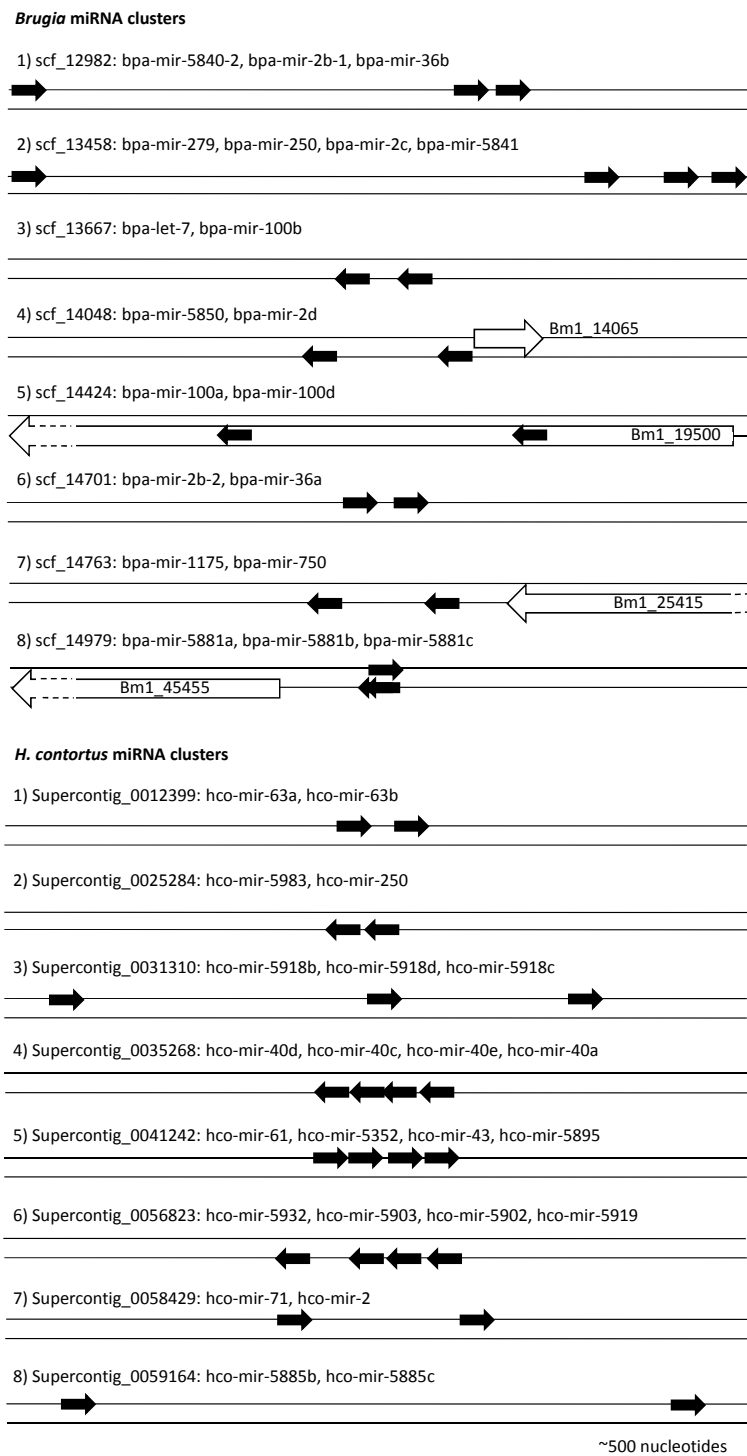 Brugia miRNA clusters
1) scf_12982: bpa-mir-5840-2, bpa-mir-2b-1, bpa-mir-36b
2) scf_13458: bpa-mir-279, bpa-mir-250, bpa-mir-2c, bpa-mir-5841
3) scf_13667: bpa-let-7, bpa-mir-100b
4) scf_14048: bpa-mir-5850, bpa-mir-2d
Bm1_14065
5) scf_14424: bpa-mir-100a, bpa-mir-100d
Bm1_19500
6) scf_14701: bpa-mir-2b-2, bpa-mir-36a
7) scf_14763: bpa-mir-1175, bpa-mir-750
Bm1_25415
8) scf_14979: bpa-mir-5881a, bpa-mir-5881b, bpa-mir-5881c
Bm1_45455
H. contortus miRNA clusters
1) Supercontig_0012399: hco-mir-63a, hco-mir-63b
2) Supercontig_0025284: hco-mir-5983, hco-mir-250
3) Supercontig_0031310: hco-mir-5918b, hco-mir-5918d, hco-mir-5918c
4) Supercontig_0035268: hco-mir-40d, hco-mir-40c, hco-mir-40e, hco-mir-40a
5) Supercontig_0041242: hco-mir-61, hco-mir-5352, hco-mir-43, hco-mir-5895
6) Supercontig_0056823: hco-mir-5932, hco-mir-5903, hco-mir-5902, hco-mir-5919
7) Supercontig_0058429: hco-mir-71, hco-mir-2
8) Supercontig_0059164: hco-mir-5885b, hco-mir-5885c
~500 nucleotides